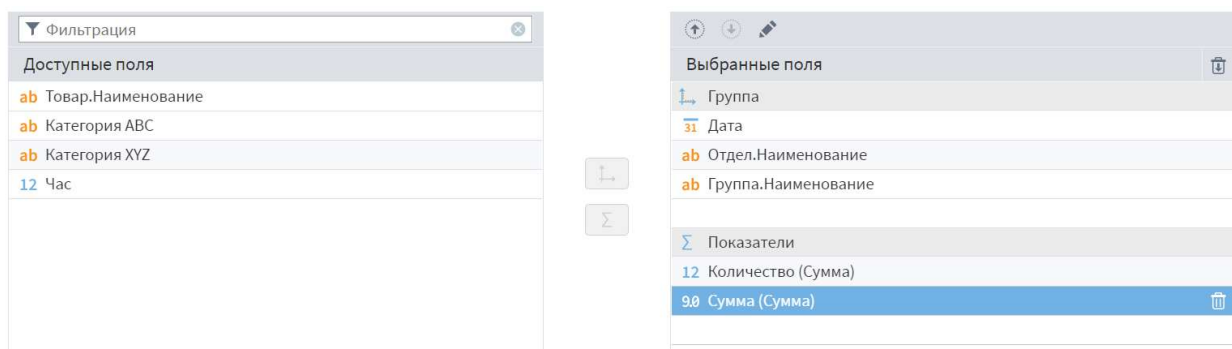 Фильтрация
Доступные поля
ab Товар.Наименование
ab Категория ABC
ab Категория XYZ
12 Час
Σ
Выбранные поля
Группа
31 Дата
ab Отдел.Наименование
ab Группа.Наименование
Σ Показатели
12 Количество (Сумма)
9.0 Сумма (Сумма)